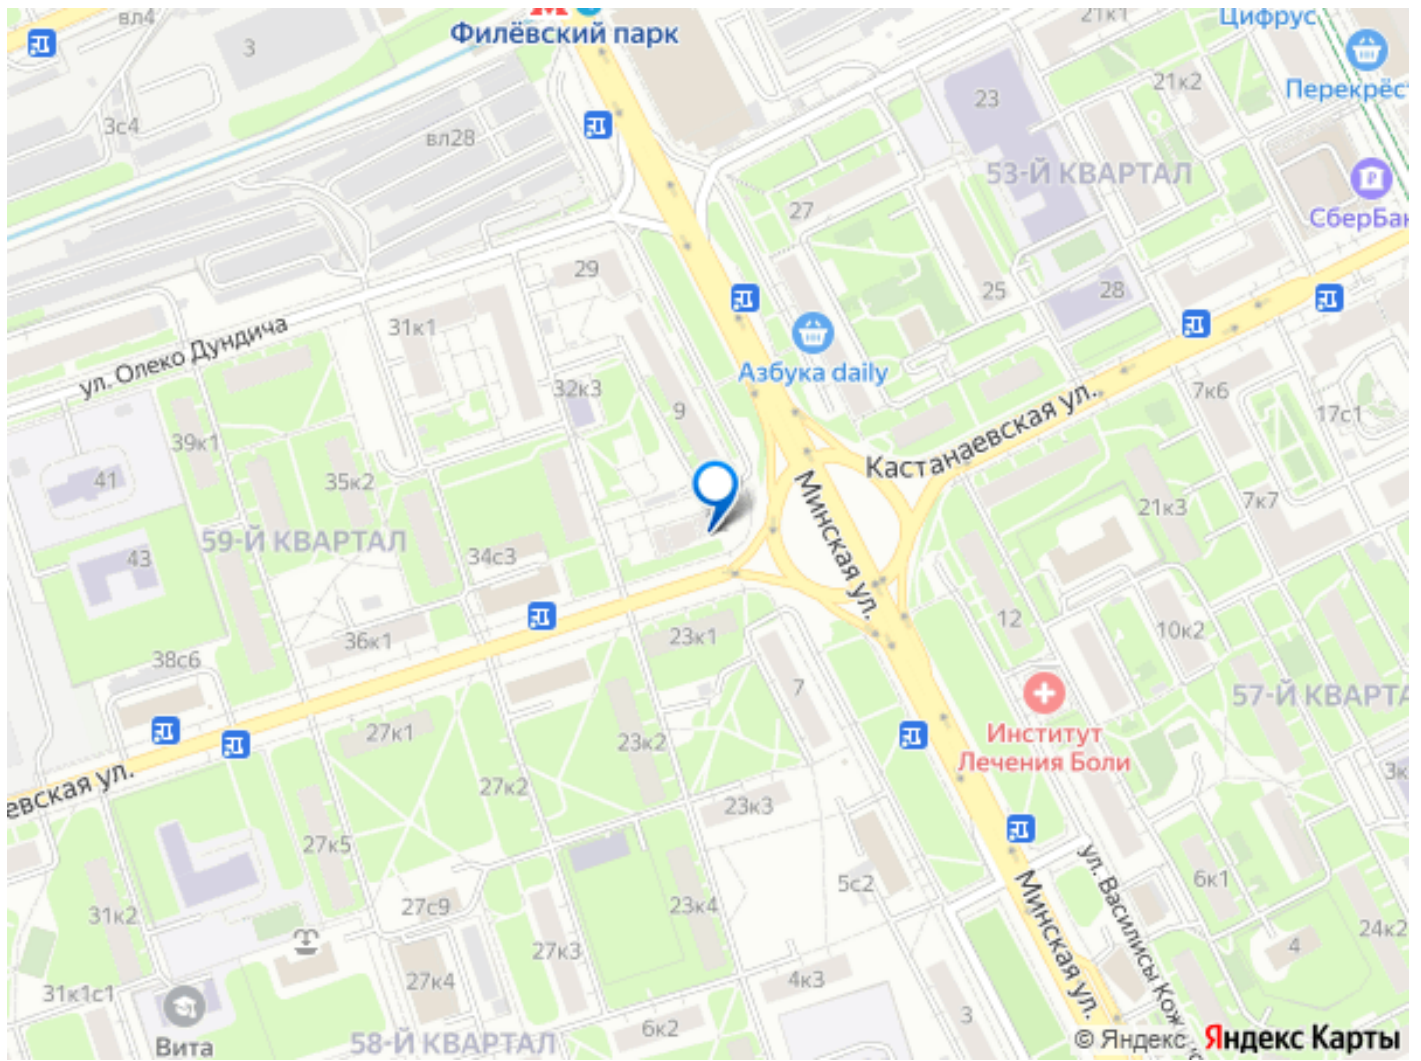 вл4
Филёвский парк
3
21к1
Цифрус
Перекрёст
3с4
вл28
23
21к2
53-Й КВАРТАЛ
СберБан
27
29
25
28
31к1
ул. Олеко Дундича
Азбука daily
32к3
9
7к6
17с1
39к1
Кастанаевская ул.
41
35к2
Минская ул.
21к3
7к7
59-Й КВАРТАЛ
43
34с3
36к1
23к1
12
10к2
38с6
7
57-Й КВАРТА
27к1
23к2
Институт
Лечения Боли
евская ул.
27к2
23к3
3к
27к5
5с2
ул. Василисы Кож
6к1
31к2
27с9
23к4
Минская ул.
24к2
27к3
4
27к4
4к3
31к1с1
3
Вита
58-Й КВАРТАЛ
6к2
© Яндекс Яндекс Карты